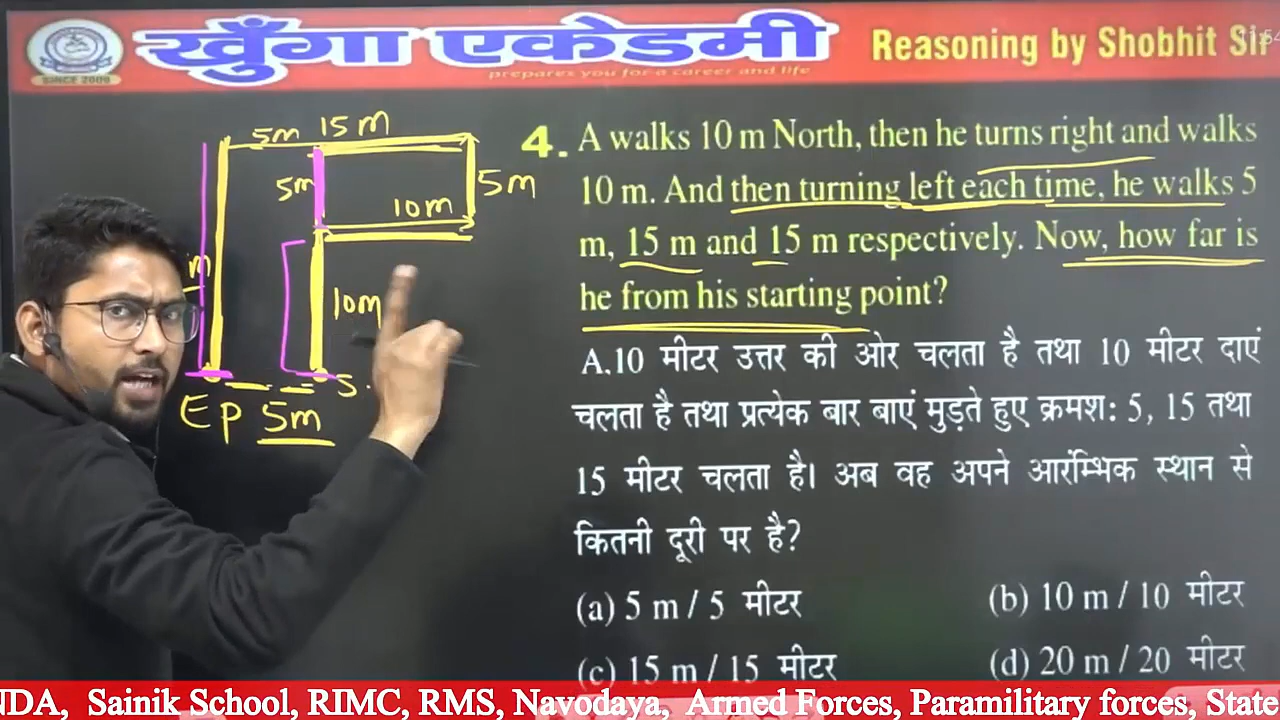 SINCE 2009
खुँगा एकेडमी
prepares you for a career and life
Reasoning by Shobhit Sir
5m 15m
5m
5m
10m
m
10m
S.
Ep 5m
4. A walks 10 m North, then he turns right and walks
10 m. And then turning left each time, he walks 5
m, 15 m and 15 m respectively. Now, how far is
he from his starting point?
A.10 मीटर उत्तर की ओर चलता है तथा 10 मीटर दाएं
चलता है तथा प्रत्येक बार बाएं मुड़ते हुए क्रमश: 5, 15 तथा
15 मीटर चलता है। अब वह अपने आरंम्भिक स्थान से
कितनी दूरी पर है?
(a) 5 m / 5 मीटर
(b) 10 m / 10 मीटर
(c) 15 m / 15 मीटर
(d) 20 m / 20 मीटर
NDA, Sainik School, RIMC, RMS, Navodaya, Armed Forces, Paramilitary forces, State